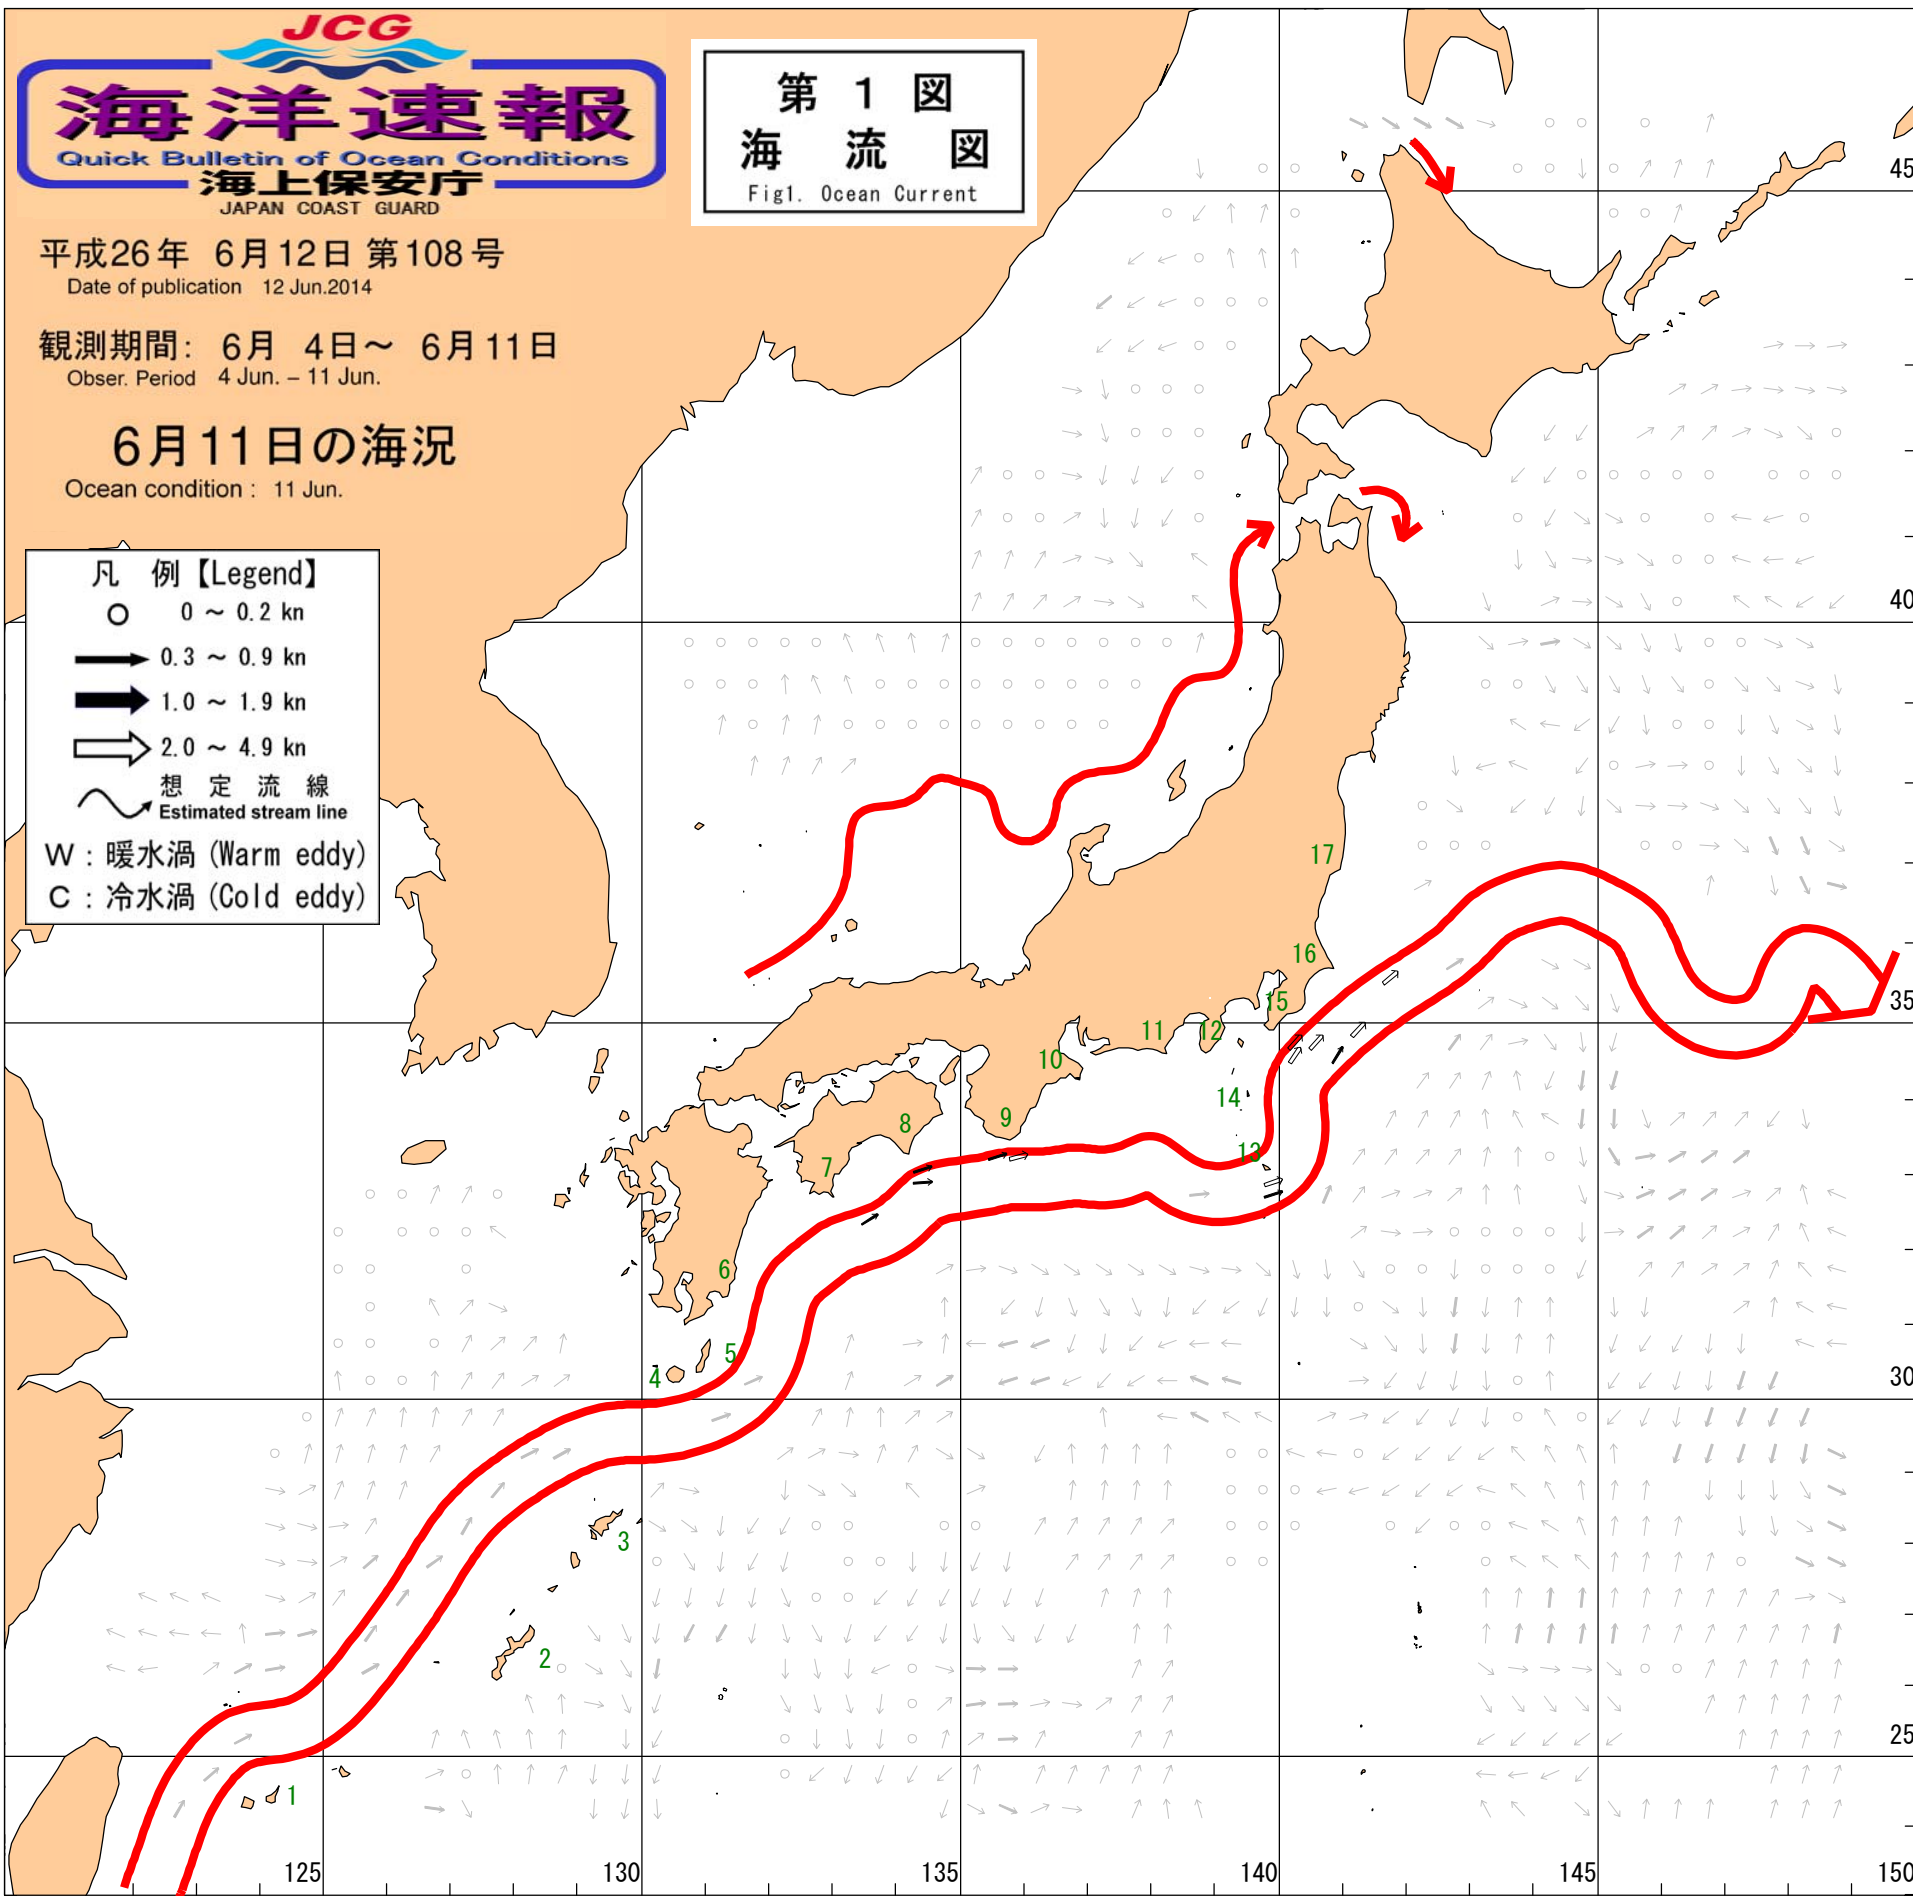 JCG
海洋速報
Quick Bulletin of Ocean Conditions
海上保安庁
JAPAN COAST GUARD
第 1 図
海 流 図
Fig1. Ocean Current
平成26年 6月12日 第108号
Date of publication 12 Jun.2014
観測期間: 6月 4日～ 6月11日
Obser. Period 4 Jun. – 11 Jun.
6月11日の海況
Ocean condition : 11 Jun.
凡 例【Legend】
0 ～ 0.2 kn
0.3 ～ 0.9 kn
1.0 ～ 1.9 kn
2.0 ～ 4.9 kn
想 定 流 線
Estimated stream line
W : 暖水渦 (Warm eddy)
C : 冷水渦 (Cold eddy)
45
40
17
16
15
35
11
12
10
14
9
8
13
7
6
5
4
30
3
2
25
1
125
130
135
140
145
150